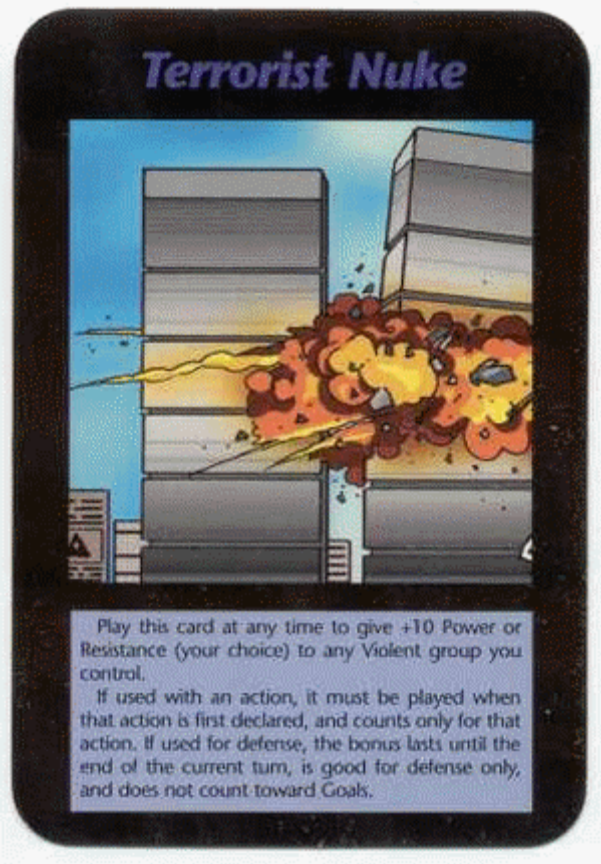 Terrorist Nuke
Play this card at any time to give +10 Power or
Resistance (your choice) to any Violent group you
control.
If used with an action, it must be played when
that action is first declared, and counts only for that
action. If used for defense, the bonus lasts until the
end of the current turn, is good for defense only,
and does not count toward Goals.